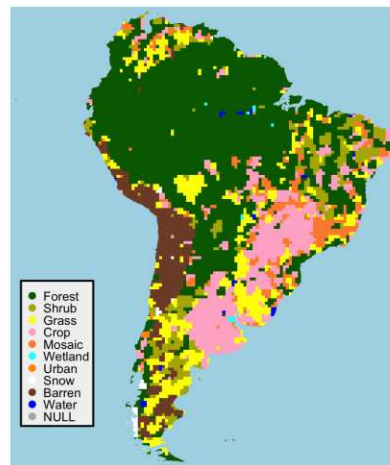 Forest
Shrub
Grass
Crop
Mosaic
Wetland
Urban
Snow
Barren
Water
NULL